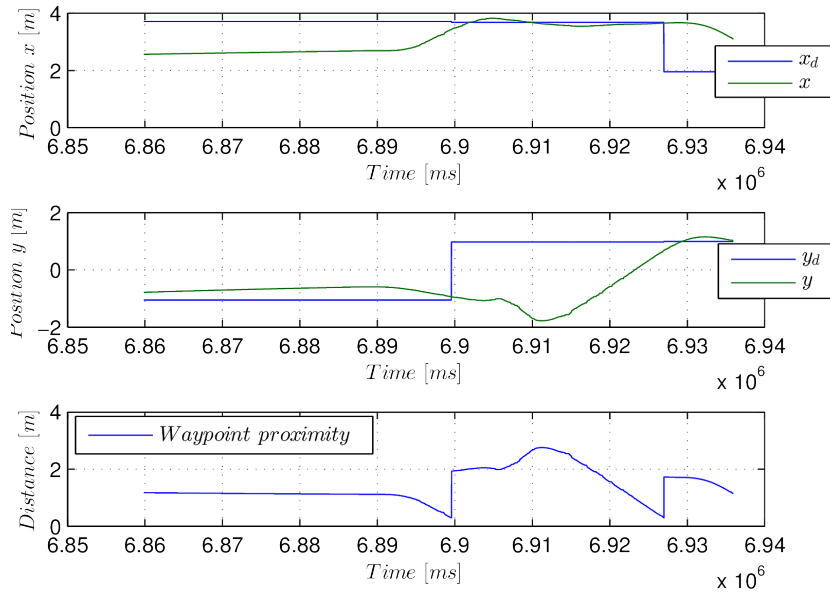 Position x [m]
4
2
0
x_d
x
6.85 6.86 6.87 6.88 6.89 6.9 6.91 6.92 6.93 6.94
Time [ms]
x 10^6
Position y [m]
2
0
−2
y_d
y
6.85 6.86 6.87 6.88 6.89 6.9 6.91 6.92 6.93 6.94
Time [ms]
x 10^6
Distance [m]
4
2
0
Waypoint proximity
6.85 6.86 6.87 6.88 6.89 6.9 6.91 6.92 6.93 6.94
Time [ms]
x 10^6